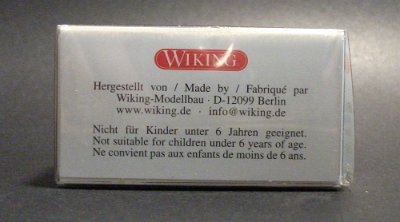 WIKING
Hergestellt von / Made by / Fabriqué par
Wiking-Modellbau · D-12099 Berlin
www.wiking.de · info@wiking.de
Nicht für Kinder unter 6 Jahren geeignet.
Not suitable for children under 6 years of age.
Ne convient pas aux enfants de moins de 6 ans.